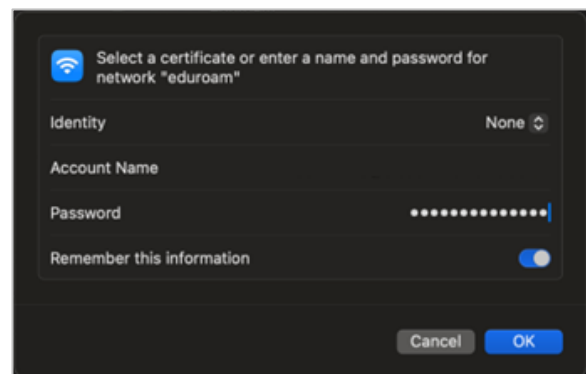 Select a certificate or enter a name and password for
network "eduroam"
Identity
None
Account Name
Password
••••••••••••••
Remember this information
Cancel
OK